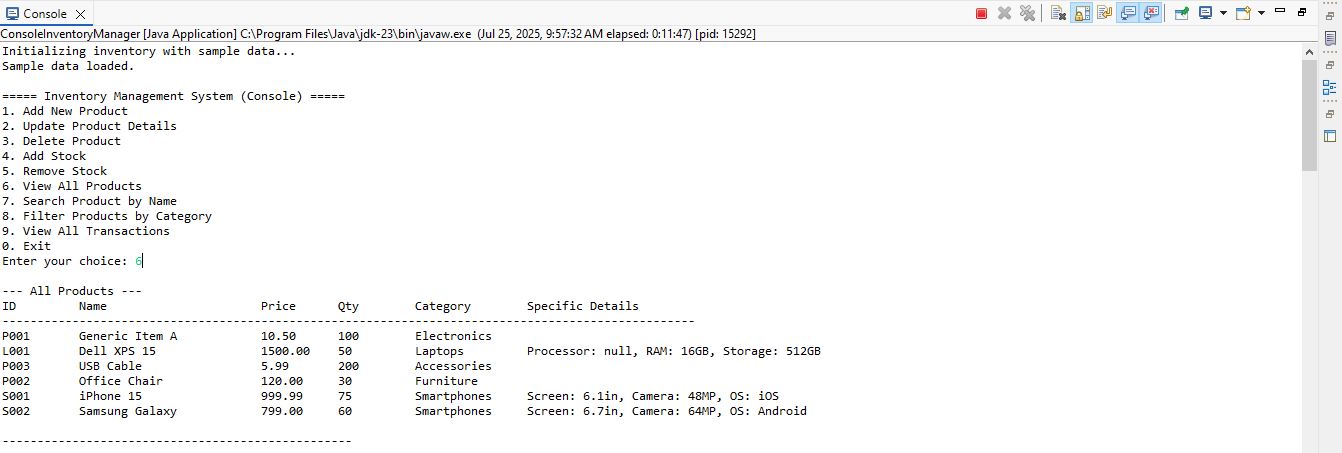 Console
ConsoleInventoryManager [Java Application] C:\Program Files\Java\jdk-23\bin\javaw.exe (Jul 25, 2025, 9:57:32 AM elapsed: 0:11:47) [pid: 15292]
Initializing inventory with sample data...
Sample data loaded.

===== Inventory Management System (Console) =====
1. Add New Product
2. Update Product Details
3. Delete Product
4. Add Stock
5. Remove Stock
6. View All Products
7. Search Product by Name
8. Filter Products by Category
9. View All Transactions
0. Exit
Enter your choice: 6

--- All Products ---
ID         Name                      Price      Qty        Category        Specific Details
---------------------------------------------------------------------------------------------------
P001       Generic Item A            10.50      100        Electronics
L001       Dell XPS 15               1500.00    50         Laptops         Processor: null, RAM: 16GB, Storage: 512GB
P003       USB Cable                 5.99       200        Accessories
P002       Office Chair              120.00     30         Furniture
S001       iPhone 15                 999.99     75         Smartphones     Screen: 6.1in, Camera: 48MP, OS: iOS
S002       Samsung Galaxy            799.00     60         Smartphones     Screen: 6.7in, Camera: 64MP, OS: Android

--------------------------------------------------